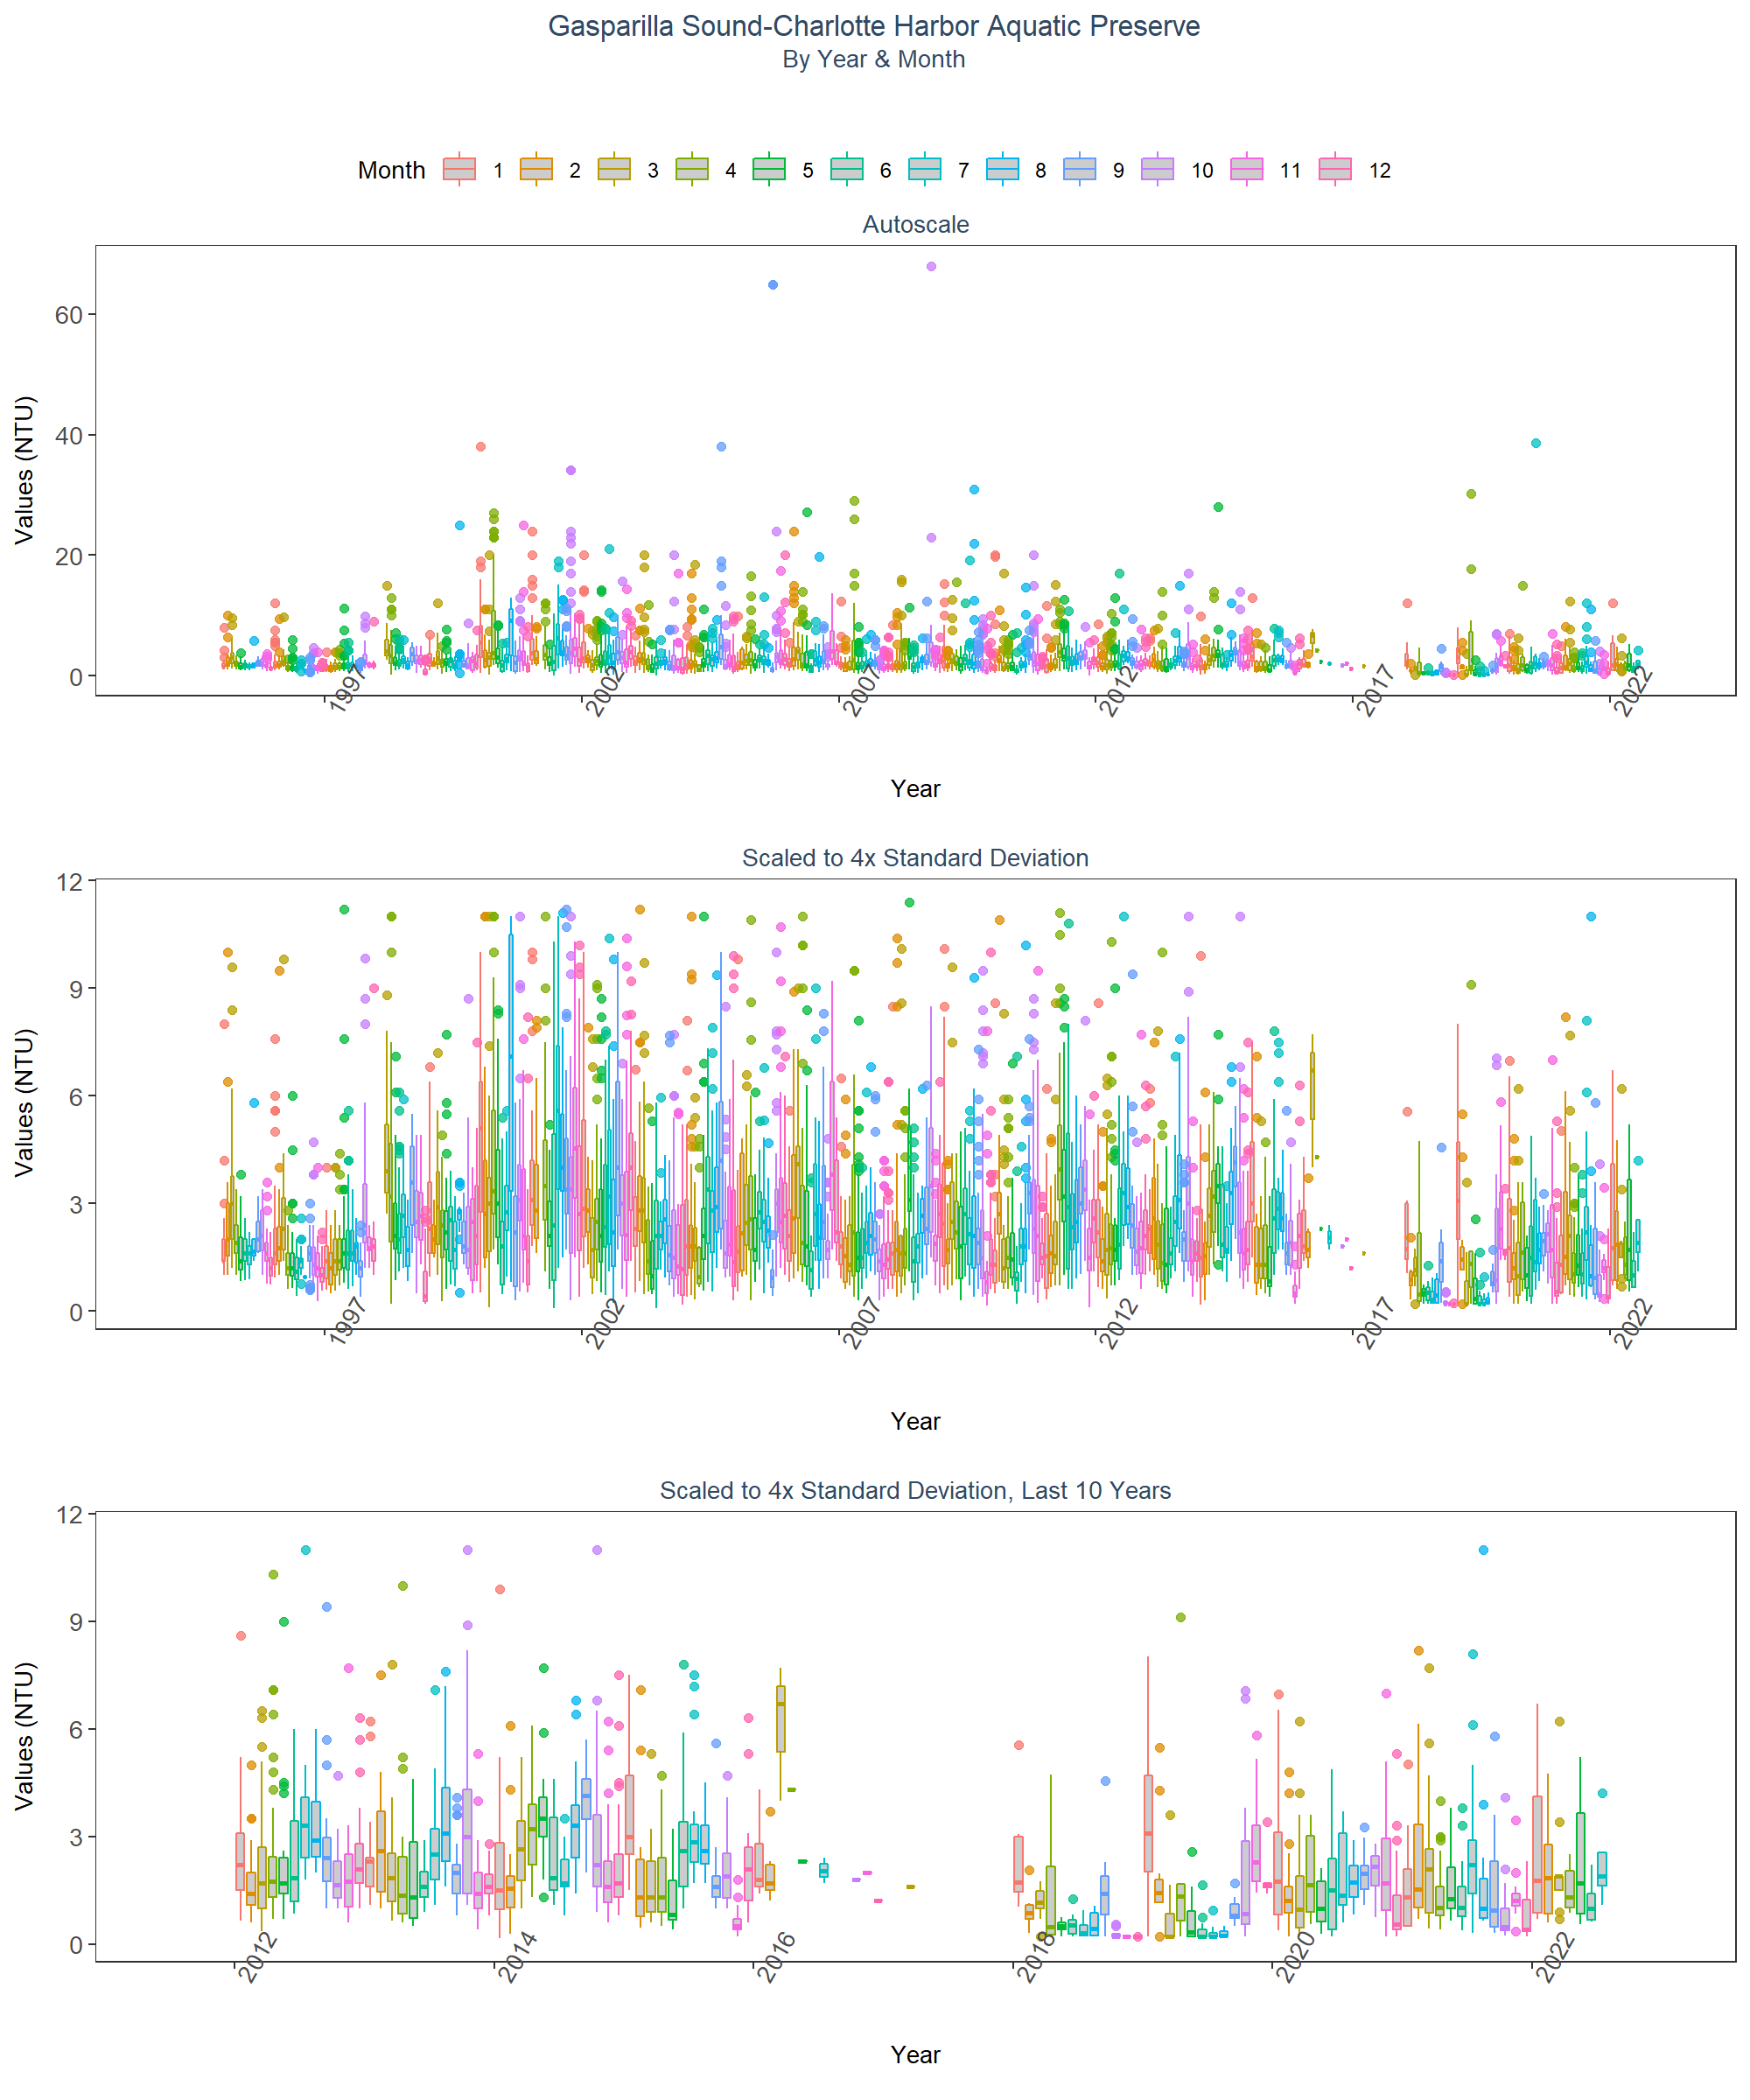 Gasparilla Sound-Charlotte Harbor Aquatic Preserve
By Year & Month
Month 1 2 3 4 5 6 7 8 9 10 11 12
Autoscale
Values (NTU)
60
40
20
0
1997 2002 2007 2012 2017 2022
Year
Scaled to 4x Standard Deviation
Values (NTU)
12
9
6
3
0
1997 2002 2007 2012 2017 2022
Year
Scaled to 4x Standard Deviation, Last 10 Years
Values (NTU)
12
9
6
3
0
2012 2014 2016 2018 2020 2022
Year